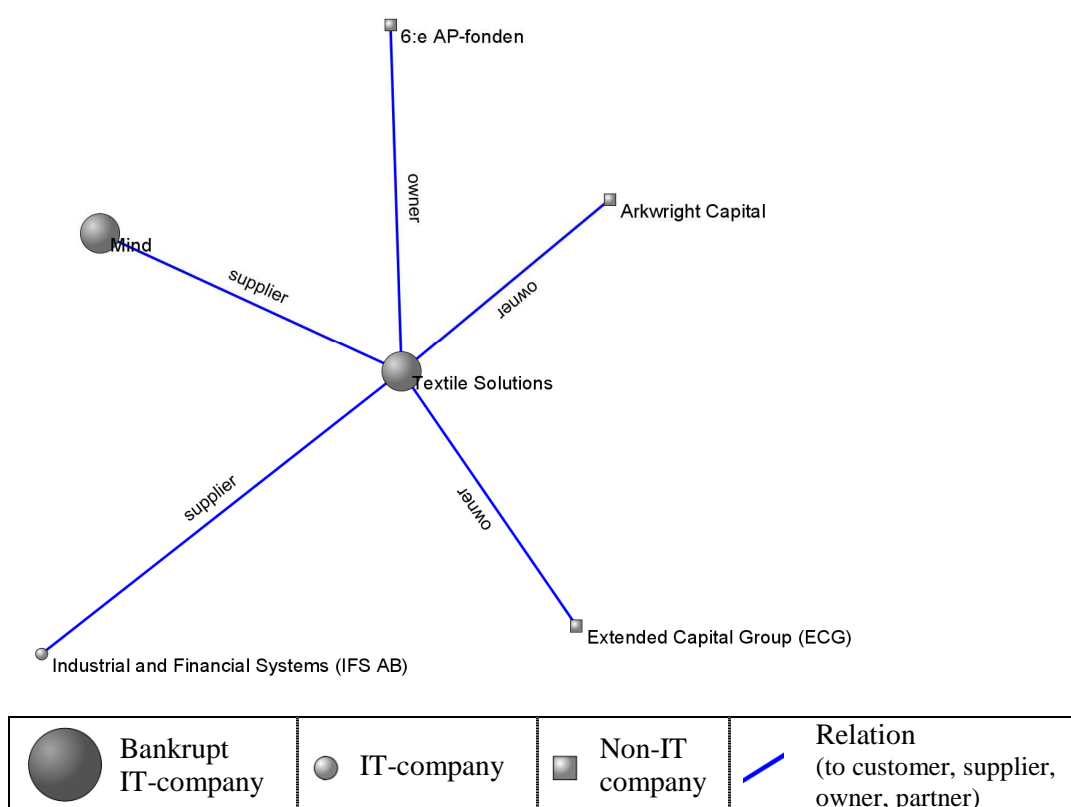 6:e AP-fonden
owner
Arkwright Capital
Mind
supplier
owner
Textile Solutions
supplier
owner
Extended Capital Group (ECG)
Industrial and Financial Systems (IFS AB)
Bankrupt
IT-company
IT-company
Non-IT
company
Relation
(to customer, supplier,
owner, partner)